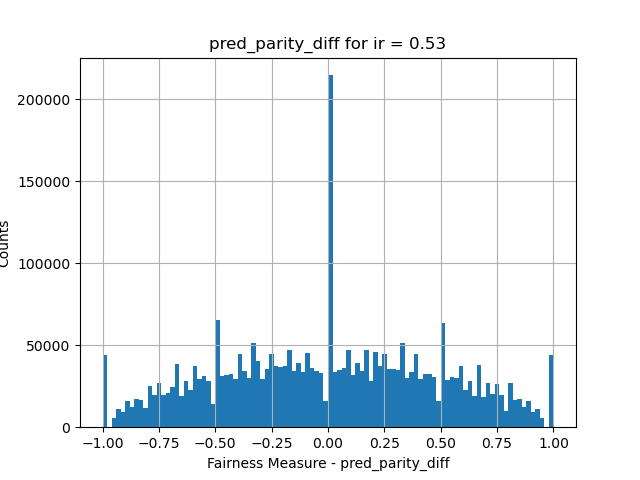 pred_parity_diff for ir = 0.53
Counts
200000
150000
100000
50000
0
−1.00 −0.75 −0.50 −0.25 0.00 0.25 0.50 0.75 1.00
Fairness Measure - pred_parity_diff